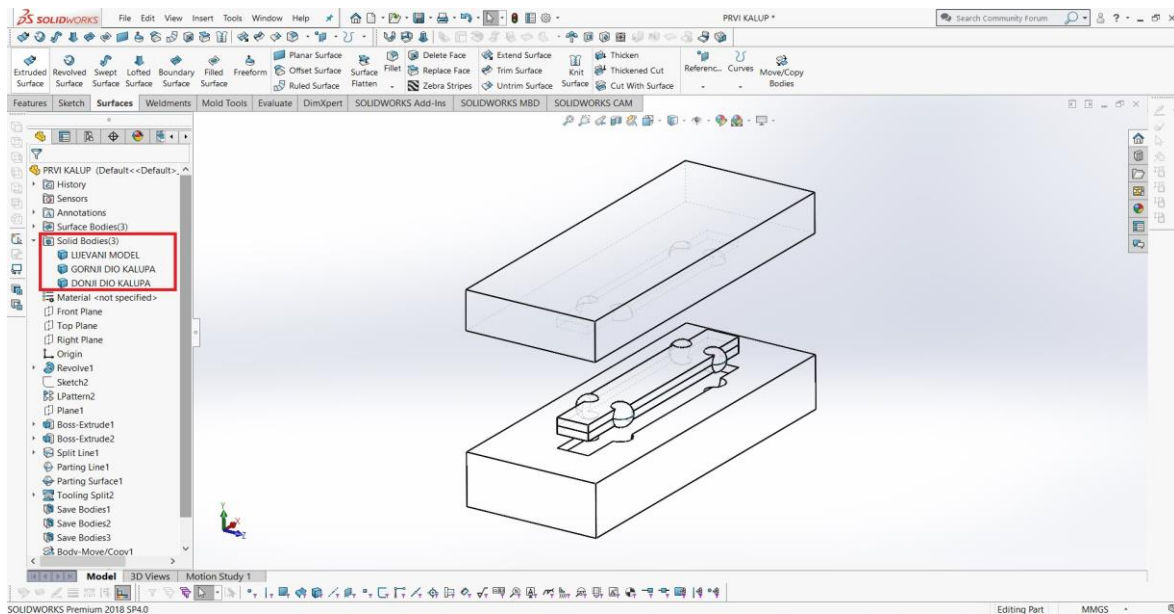 DS SOLIDWORKS File Edit View Insert Tools Window Help PRVI KALUP * Search Community Forum
Extruded Surface
Revolved Surface
Swept Surface
Lofted Surface
Boundary Surface
Filled Surface
Freeform
Planar Surface
Offset Surface
Ruled Surface
Surface Flatten
Fillet
Delete Face
Replace Face
Zebra Stripes
Extend Surface
Trim Surface
Untrim Surface
Knit Surface
Thicken
Thickened Cut
Cut With Surface
Referenc...
Curves
Move/Copy Bodies
Features Sketch Surfaces Weldments Mold Tools Evaluate DimXpert SOLIDWORKS Add-Ins SOLIDWORKS MBD SOLIDWORKS CAM
PRVI KALUP (Default<<Default>_
History
Sensors
Annotations
Surface Bodies(3)
Solid Bodies(3)
LIJEVANI MODEL
GORNJI DIO KALUPA
DONJI DIO KALUPA
Material <not specified>
Front Plane
Top Plane
Right Plane
Origin
Revolve1
Sketch2
LPattern2
Plane1
Boss-Extrude1
Boss-Extrude2
Split Line1
Parting Line1
Parting Surface1
Tooling Split2
Save Bodies1
Save Bodies2
Save Bodies3
Body-Move/Copy1
Y
X
Z
Model 3D Views Motion Study 1
SOLIDWORKS Premium 2018 SP4.0 Editing Part MMGS